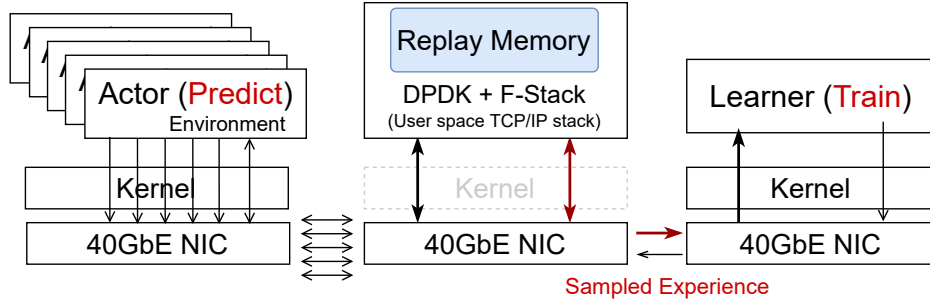 Replay Memory
DPDK + F-Stack
(User space TCP/IP stack)
Actor (Predict)
Environment
Learner (Train)
Kernel
Kernel
Kernel
40GbE NIC
40GbE NIC
40GbE NIC
Sampled Experience